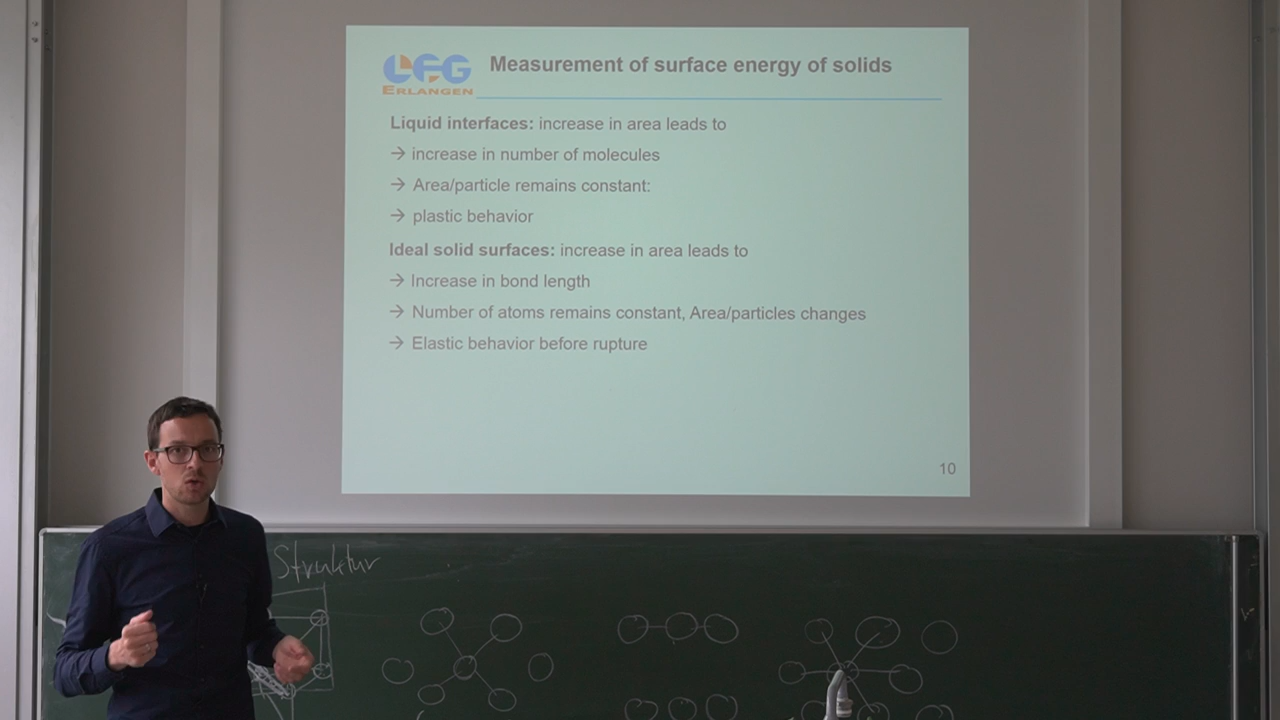 LFG
ERLANGEN
Measurement of surface energy of solids
Liquid interfaces: increase in area leads to
→ increase in number of molecules
→ Area/particle remains constant:
→ plastic behavior
Ideal solid surfaces: increase in area leads to
→ Increase in bond length
→ Number of atoms remains constant, Area/particles changes
→ Elastic behavior before rupture
10
Struktur